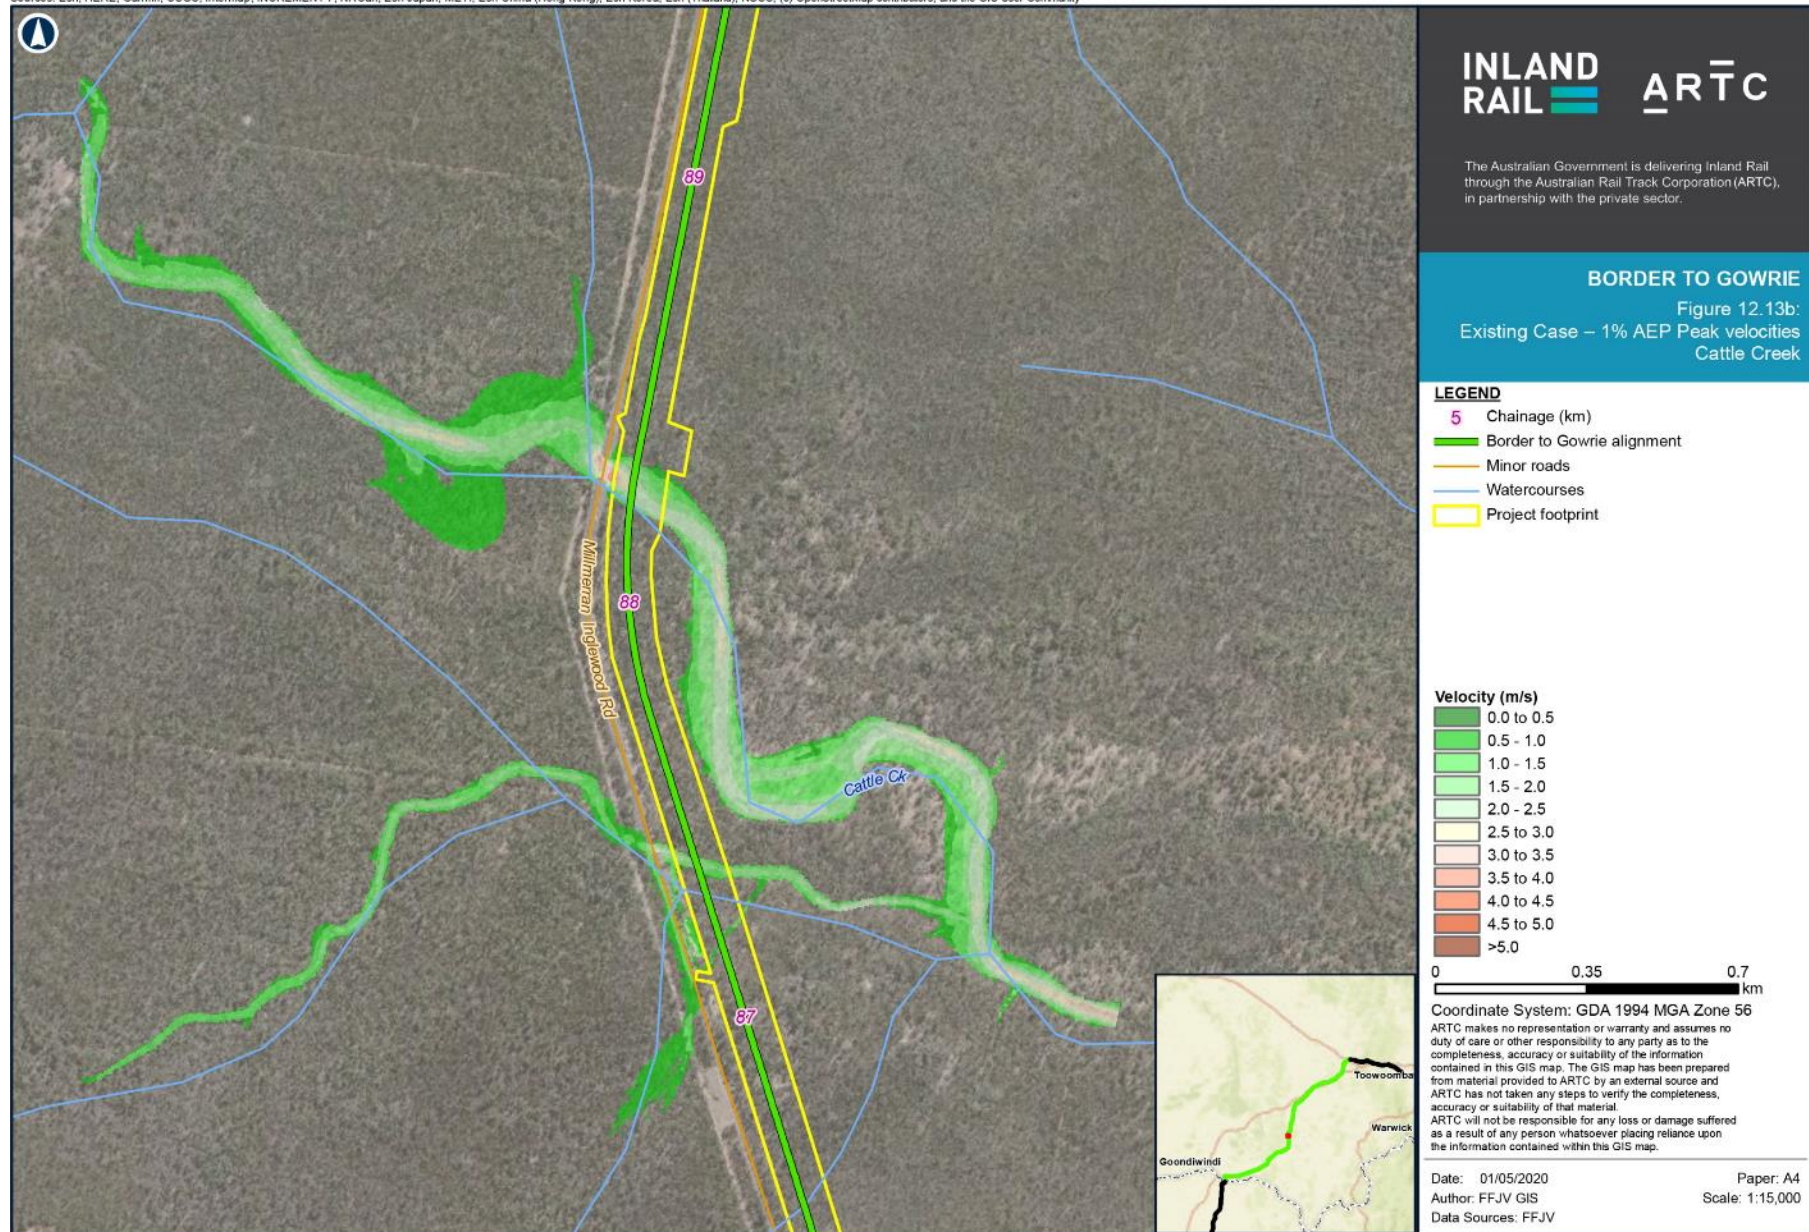 89
88
87
Millmerran Inglewood Rd
Cattle Ck
Toowoomba
Warwick
Goondiwindi
INLAND
RAIL
ARTC
The Australian Government is delivering Inland Rail
through the Australian Rail Track Corporation (ARTC),
in partnership with the private sector.
BORDER TO GOWRIE
Figure 12.13b:
Existing Case – 1% AEP Peak velocities
Cattle Creek
LEGEND
5 Chainage (km)
Border to Gowrie alignment
Minor roads
Watercourses
Project footprint
Velocity (m/s)
0.0 to 0.5
0.5 - 1.0
1.0 - 1.5
1.5 - 2.0
2.0 - 2.5
2.5 to 3.0
3.0 to 3.5
3.5 to 4.0
4.0 to 4.5
4.5 to 5.0
>5.0
0 0.35 0.7
km
Coordinate System: GDA 1994 MGA Zone 56
ARTC makes no representation or warranty and assumes no
duty of care or other responsibility to any party as to the
completeness, accuracy or suitability of the information
contained in this GIS map. The GIS map has been prepared
from material provided to ARTC by an external source and
ARTC has not taken any steps to verify the completeness,
accuracy or suitability of that material.
ARTC will not be responsible for any loss or damage suffered
as a result of any person whatsoever placing reliance upon
the information contained within this GIS map.
Date: 01/05/2020 Paper: A4
Author: FFJV GIS Scale: 1:15,000
Data Sources: FFJV